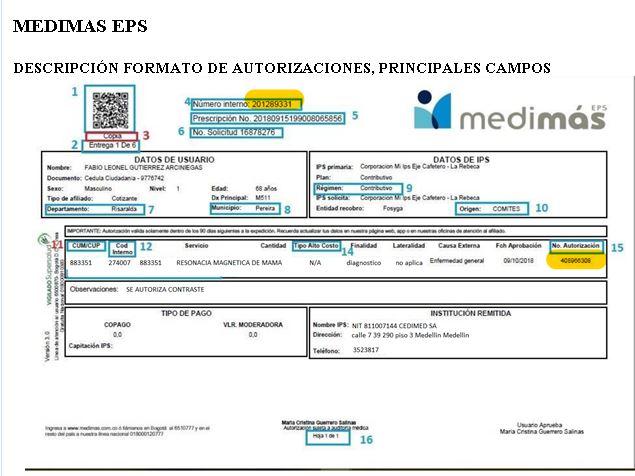 MEDIMAS EPS
DESCRIPCIÓN FORMATO DE AUTORIZACIONES, PRINCIPALES CAMPOS
1
4 Número interno: 201289331
Prescripción No. 20180915199008065856 5
6 No. Solicitud 16878276
Copia 3
2 Entrega 1 De 6
medimás EPS
DATOS DE USUARIO
Nombre: FABIO LEONEL GUTIERREZ ARCINIEGAS
Documento: Cedula Ciudadania - 9776742
Sexo: Masculino Nivel: 1 Edad: 68 años
Tipo de afiliado: Cotizante Dx Principal: M511
Departamento: Risaralda 7 Municipio: Pereira 8
DATOS DE IPS
IPS primaria: Corporacion Mi Ips Eje Cafetero - La Rebeca
Plan: Contributivo
Régimen: Contributivo 9
IPS solicita: Corporacion Mi Ips Eje Cafetero - La Rebeca
Entidad recobro: Fosyga Origen: COMITES 10
IMPORTANTE: Autorización valida solamente dentro de los 90 días siguientes a la expedición. Recuerda consultar tus datos en nuestra página web, app o en nuestras oficinas de atención al afiliado.
11 CUM/CUP Cod Interno 12 Servicio Cantidad Tipo Alto Costo 14 Finalidad Lateralidad Causa Externa Fch Aprobación No. Autorización 15
883351 274007 883351 RESONACIA MAGNETICA DE MAMA N/A diagnostico no aplica Enfermedad general 09/10/2018 408966308
Observaciones: SE AUTORIZA CONTRASTE
TIPO DE PAGO
COPAGO VLR. MODERADORA
0,0 0,0
Capitación IPS:
INSTITUCIÓN REMITIDA
Nombre IPS: NIT 811007144 CEDIMED SA
Dirección: calle 7 39 290 piso 3 Medellin Medellin
Teléfono: 3523817
VIGILADO Supersalud
Versión 3.0
Ingresa a www.medimas.com.co ó llámenos en Bogotá al 6510777 y en el
resto del país a nuestra línea nacional 018000120777
Maria Cristina Guerrero Salinas
Autorización sujeta a auditoria médica
Hoja 1 de 1 16
Usuario Aprueba
Maria Cristina Guerrero Salinas